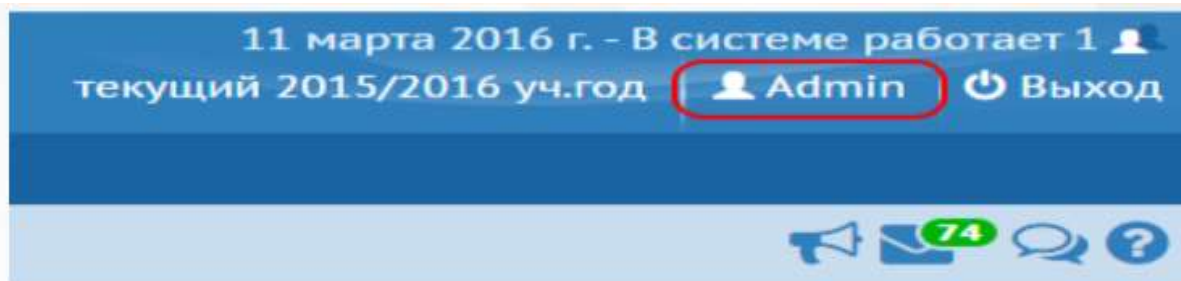 11 марта 2016 г. - В системе работает 1
текущий 2015/2016 уч.год Admin Выход
74